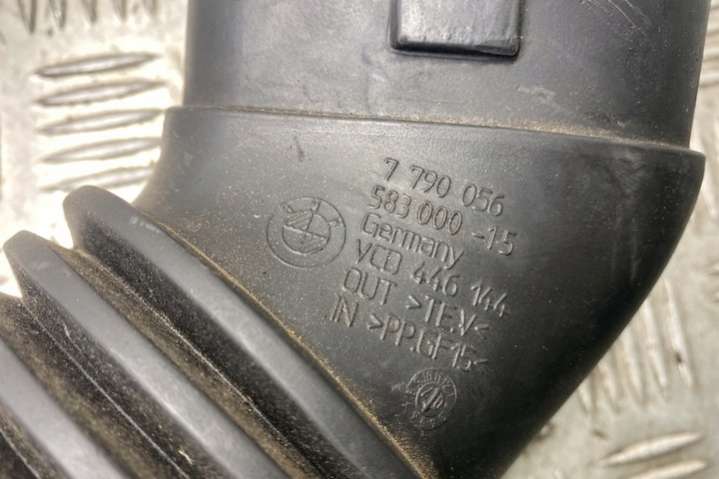 7 790 056
583 000 -15
Germany
VCD 446 144
OUT >TEV<
IN >PP.GF15<